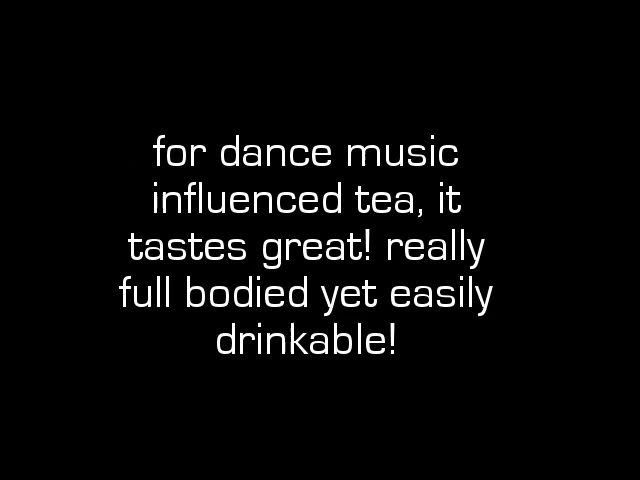 for dance music
influenced tea, it
tastes great! really
full bodied yet easily
drinkable!